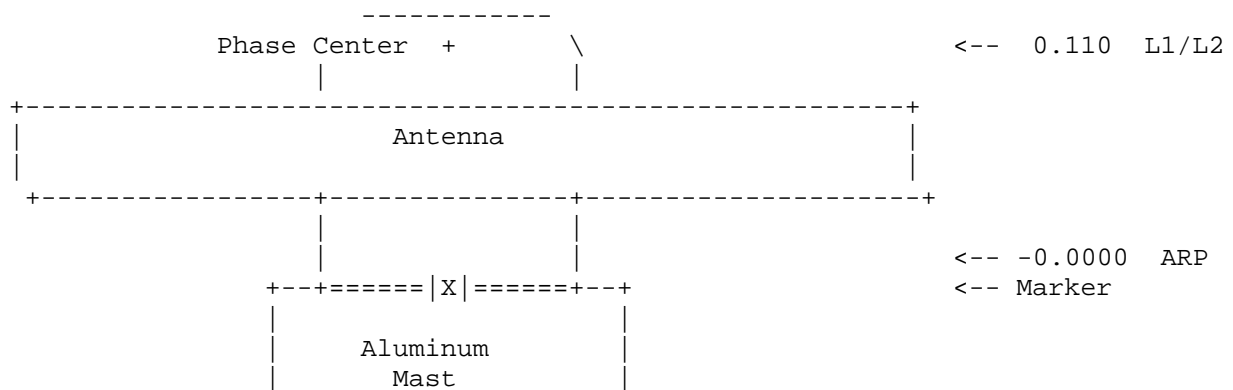 ------------
Phase Center + \ <-- 0.110 L1/L2
| |
+------------------------------------------------------+
| Antenna |
| |
+-----------------+---------------+--------------------+
| |
| | <-- -0.0000 ARP
+--+======|X|======+--+ <-- Marker
| |
| Aluminum |
| Mast |